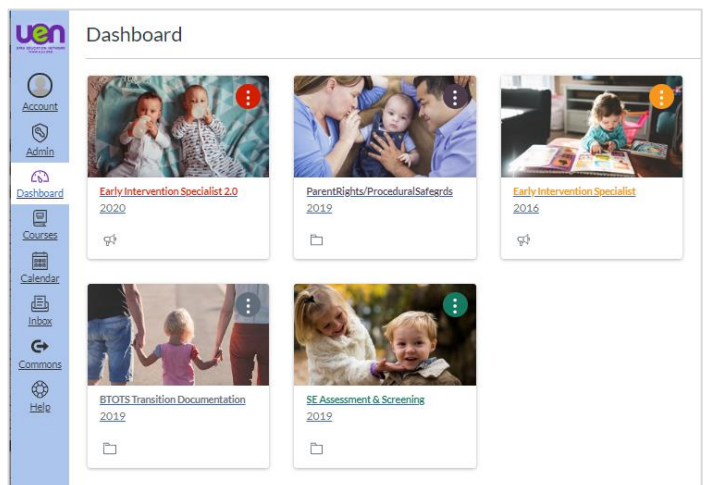 uen
Dashboard
Account
Admin
Dashboard
Courses
Calendar
Inbox
Commons
Help
Early Intervention Specialist 2.0
2020
ParentRights/ProceduralSafegrds
2019
Early Intervention Specialist
2016
BTOTS Transition Documentation
2019
SE Assessment & Screening
2019